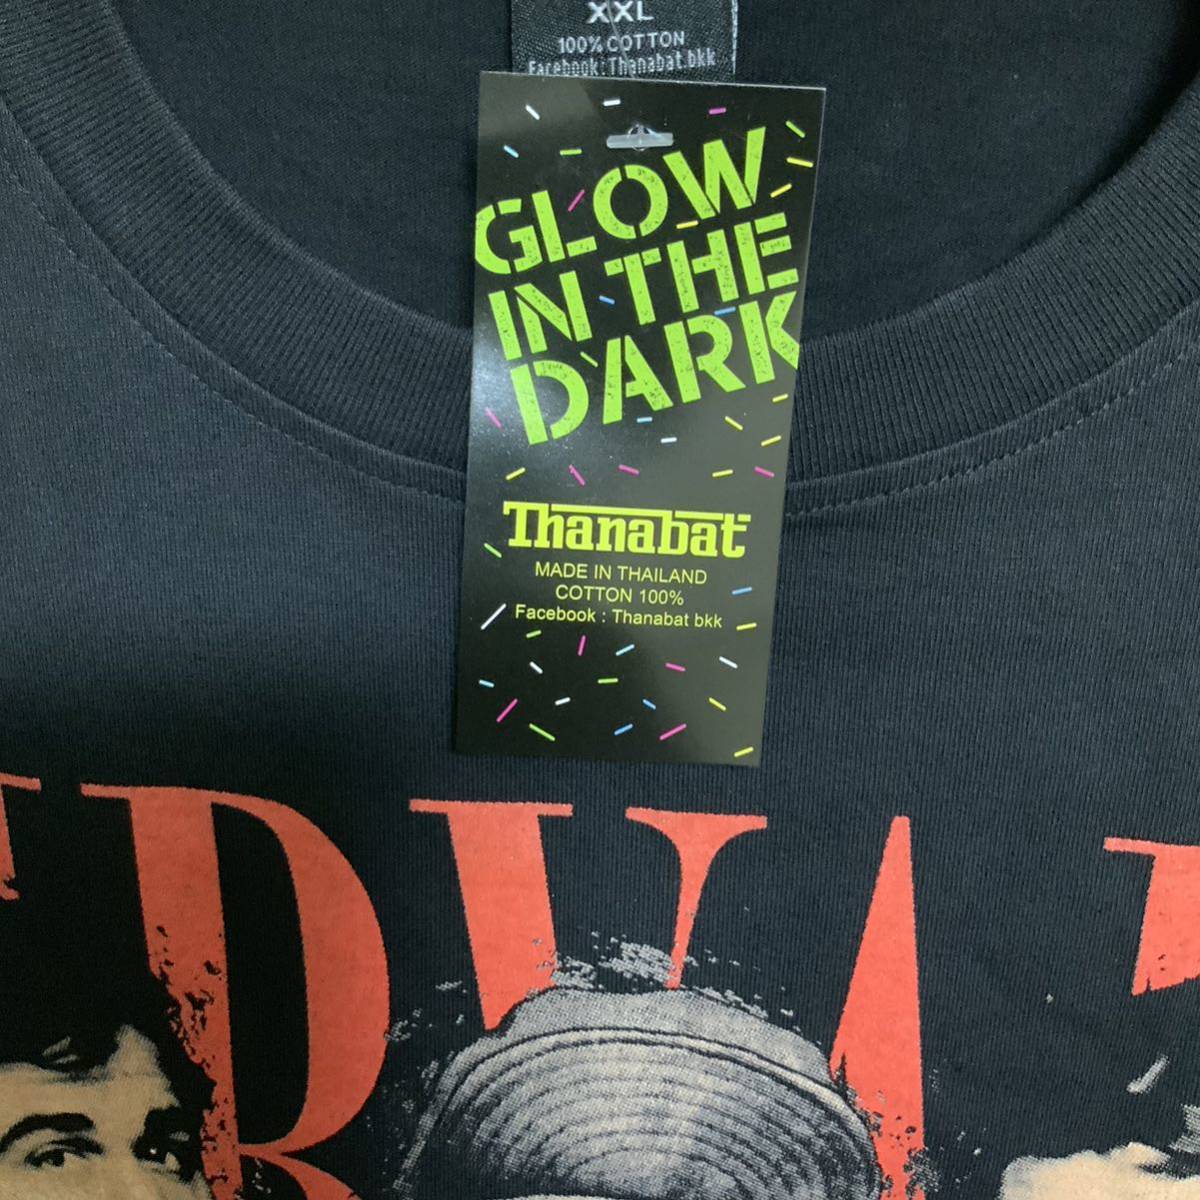 XXL
100% COTTON
Facebook: Thanabat.bkk
GLOW
IN THE
DARK
Thanabat
MADE IN THAILAND
COTTON 100%
Facebook : Thanabat bkk
RVA